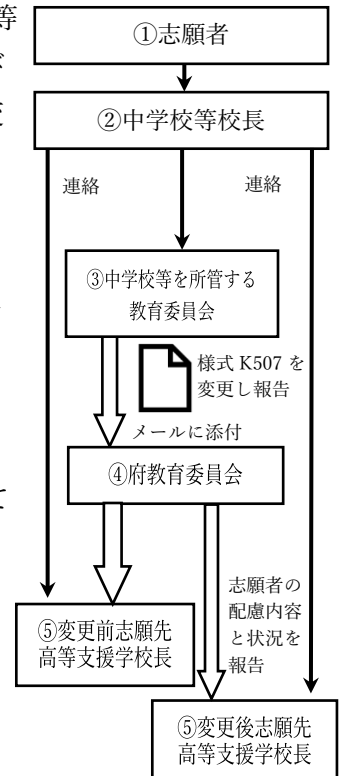 等
①志願者
②中学校等校長
連絡
連絡
③中学校等を所管する
教育委員会
様式 K507 を
変更し報告
メールに添付
④府教育委員会
て
志願者の
配慮内容
と状況を
報告
⑤変更前志願先
高等支援学校長
⑤変更後志願先
高等支援学校長